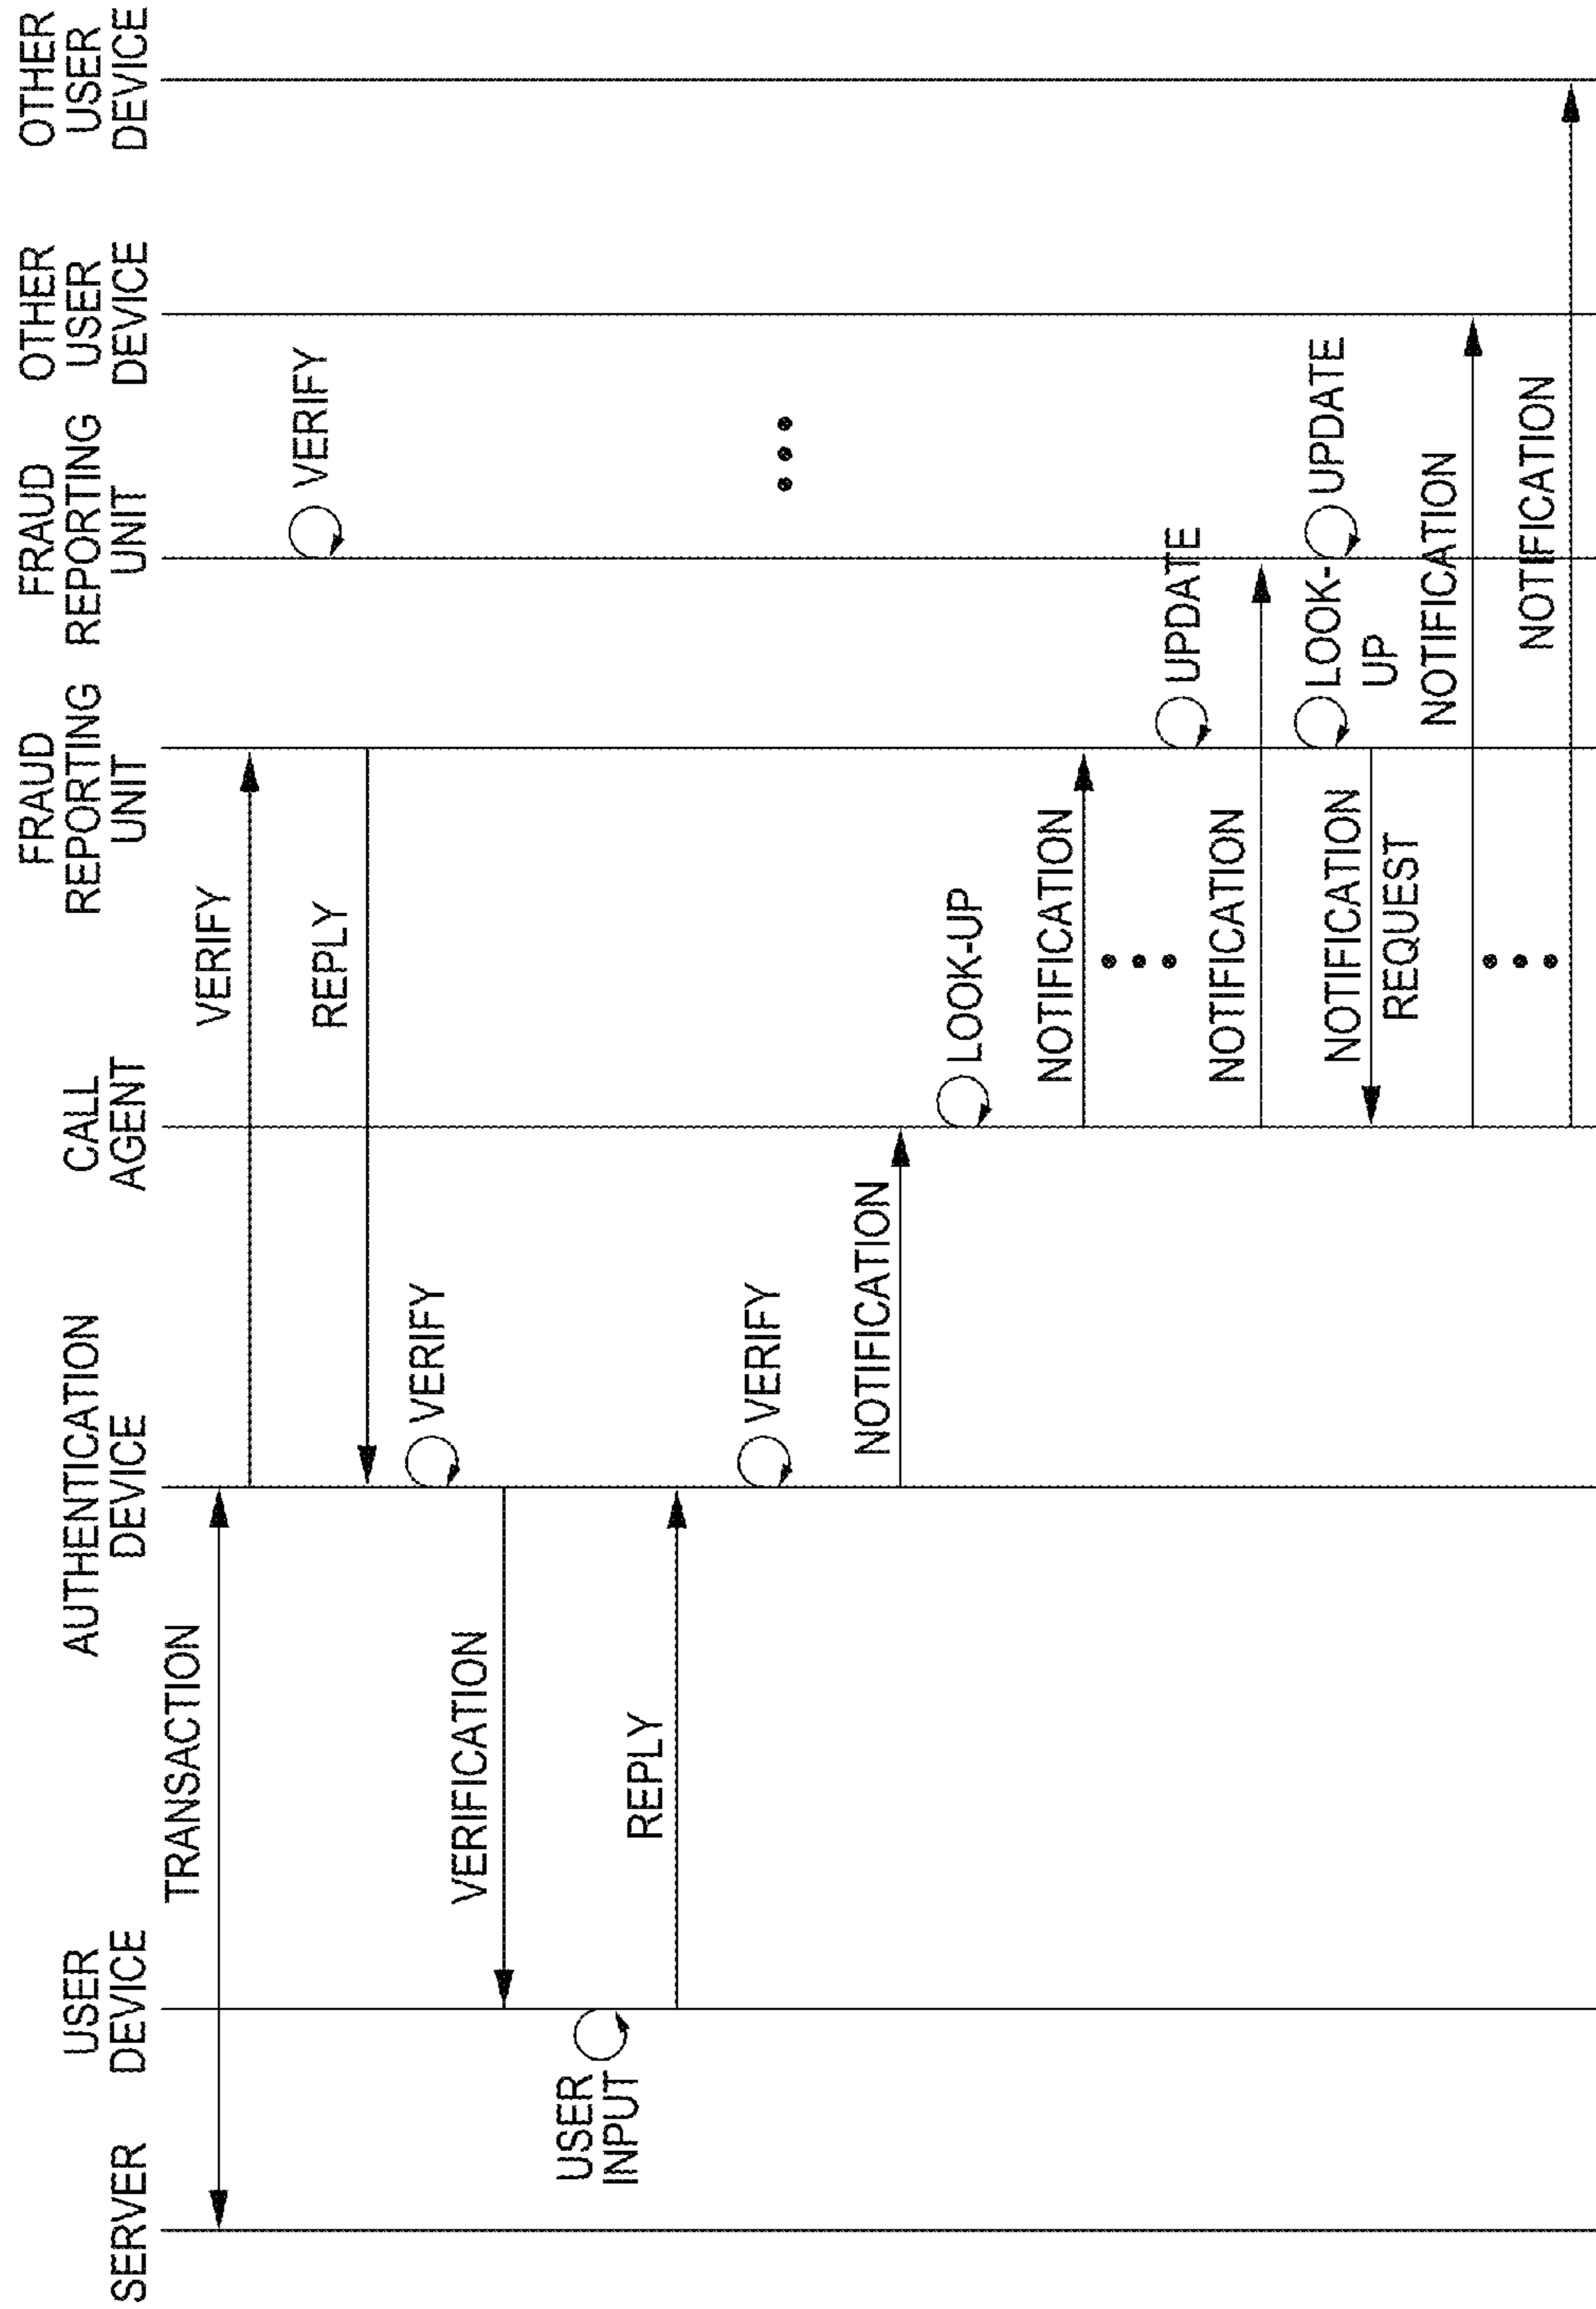 SERVER
USER
DEVICE
AUTHENTICATION
DEVICE
CALL
AGENT
FRAUD
REPORTING
UNIT
FRAUD
REPORTING
UNIT
OTHER
USER
DEVICE
OTHER
USER
DEVICE
TRANSACTION
VERIFY
VERIFY
REPLY
VERIFY
VERIFICATION
USER
INPUT
REPLY
VERIFY
NOTIFICATION
LOOK-UP
NOTIFICATION
UPDATE
NOTIFICATION
LOOK-
UP
UPDATE
NOTIFICATION
REQUEST
NOTIFICATION
NOTIFICATION